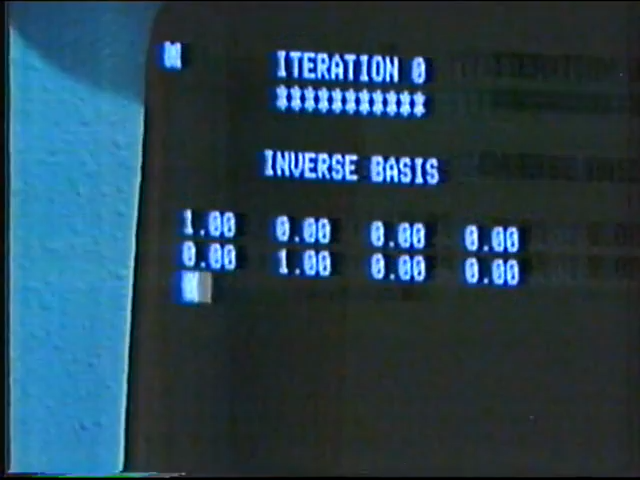 ITERATION 0
***********
INVERSE BASIS
1.00 0.00 0.00 0.00
0.00 1.00 0.00 0.00